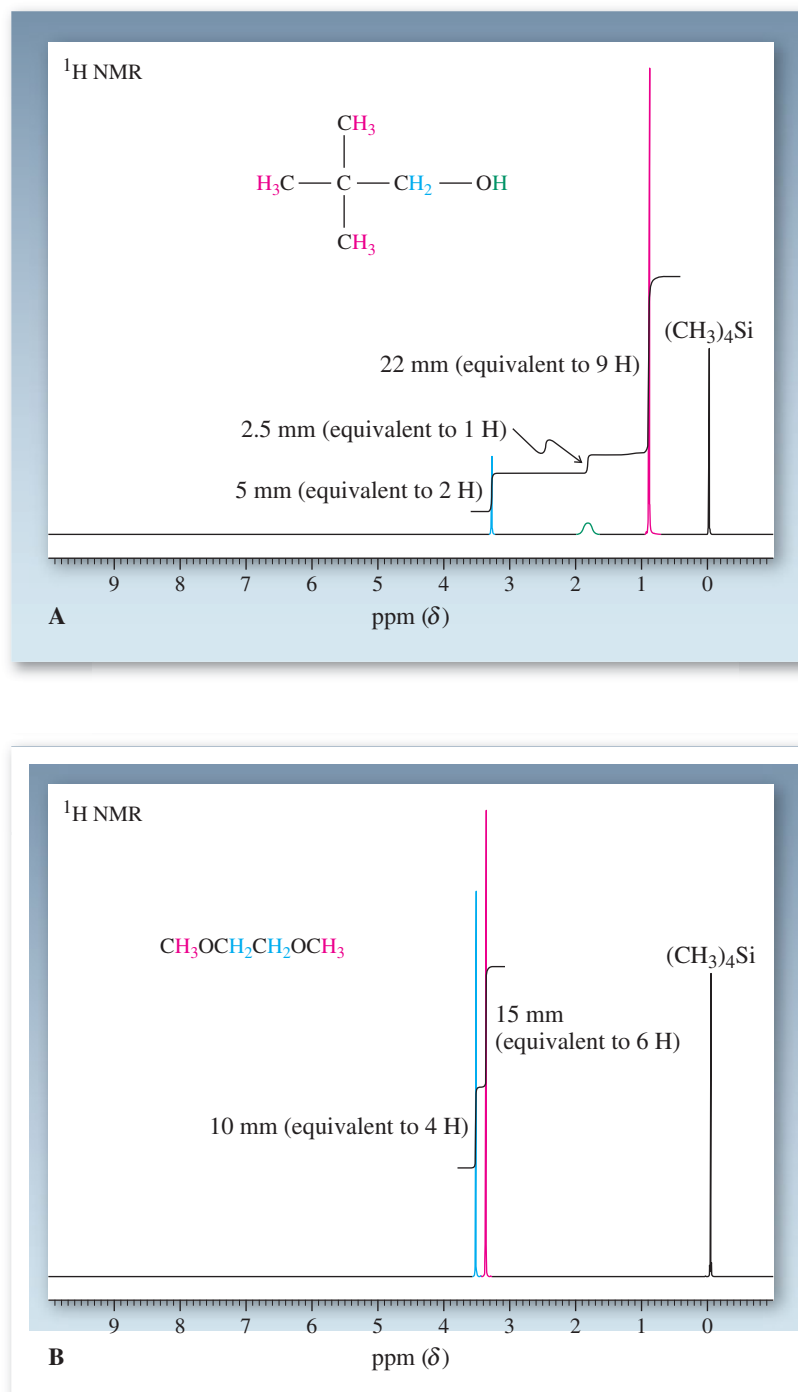 ¹H NMR
CH₃
H₃C — C — CH₂ — OH
CH₃
(CH₃)₄Si
22 mm (equivalent to 9 H)
2.5 mm (equivalent to 1 H)
5 mm (equivalent to 2 H)
9 8 7 6 5 4 3 2 1 0
A ppm (δ)
¹H NMR
CH₃OCH₂CH₂OCH₃
(CH₃)₄Si
15 mm
(equivalent to 6 H)
10 mm (equivalent to 4 H)
9 8 7 6 5 4 3 2 1 0
B ppm (δ)